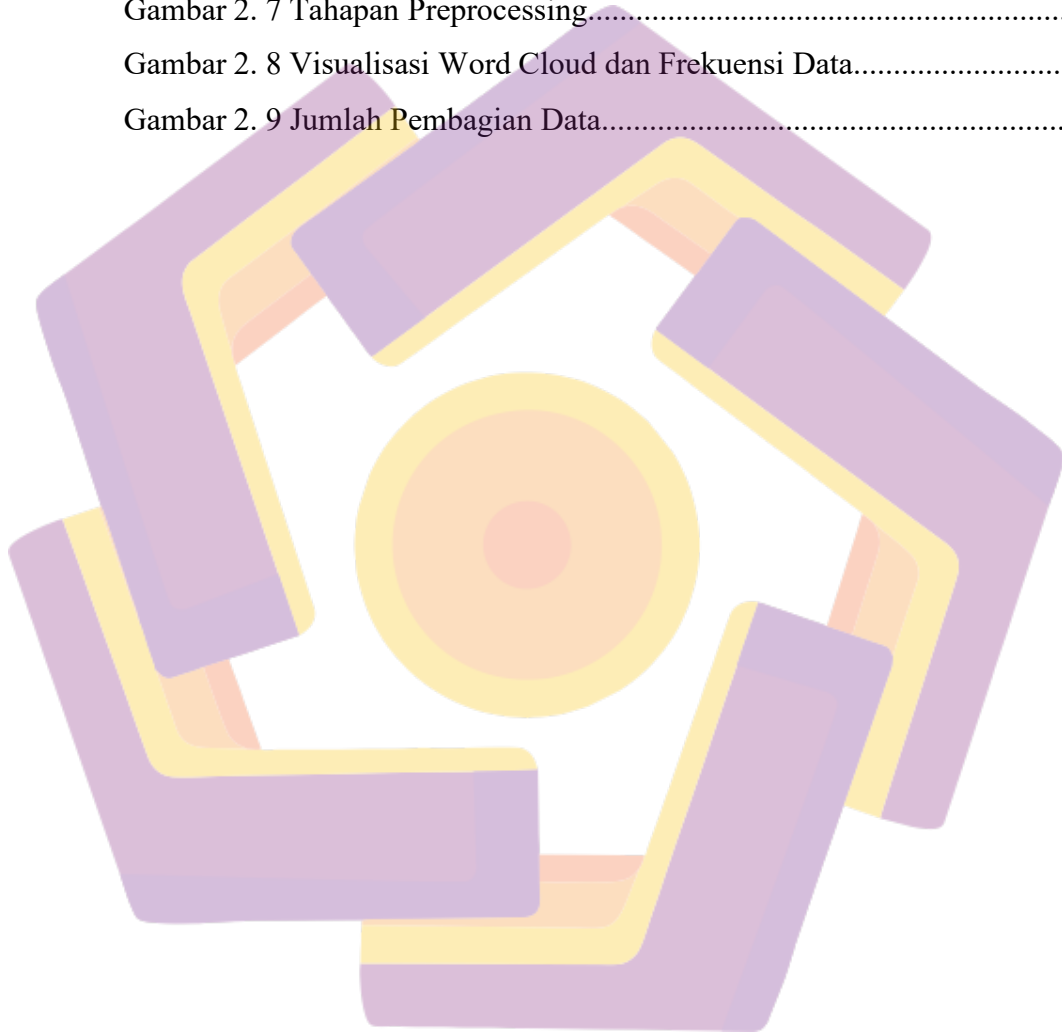 Gambar 2. 7 Tahapan Preprocessing..........................................................
Gambar 2. 8 Visualisasi Word Cloud dan Frekuensi Data..........................
Gambar 2. 9 Jumlah Pembagian Data.........................................................